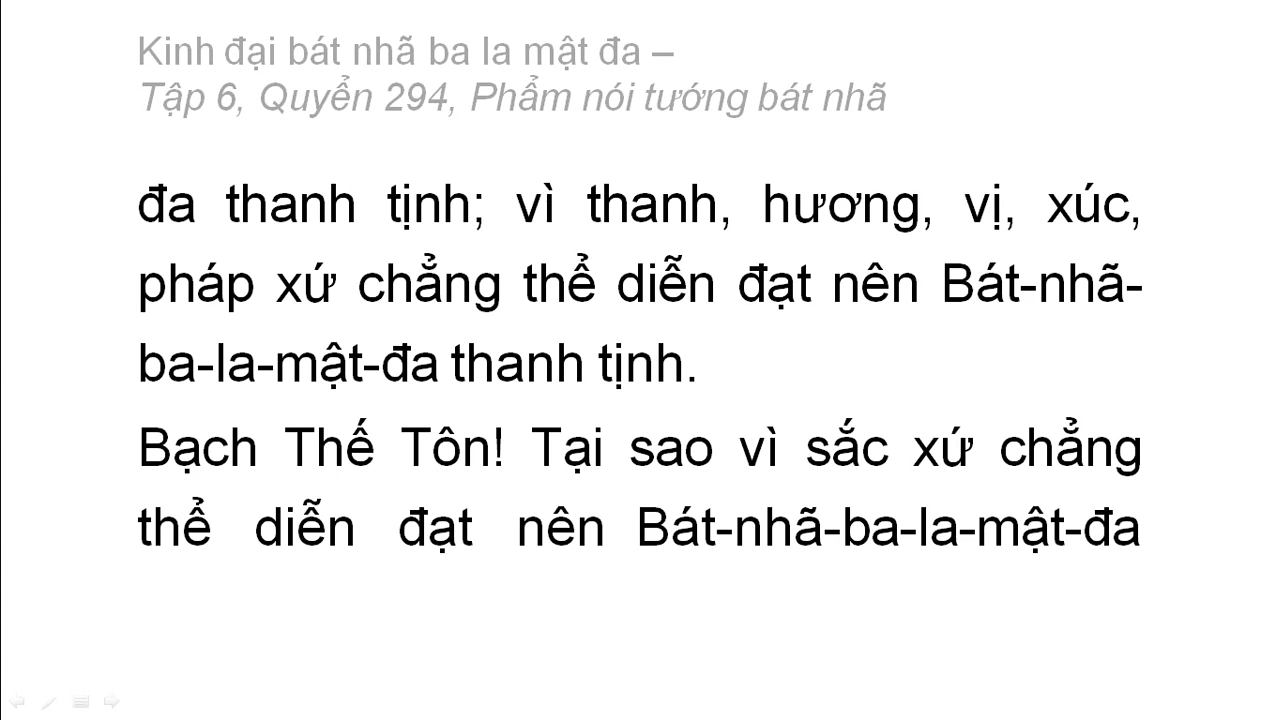 Kinh đại bát nhã ba la mật đa –
Tập 6, Quyển 294, Phẩm nói tướng bát nhã
đa thanh tịnh; vì thanh, hương, vị, xúc,
pháp xứ chẳng thể diễn đạt nên Bát-nhã-
ba-la-mật-đa thanh tịnh.
Bạch Thế Tôn! Tại sao vì sắc xứ chẳng
thể diễn đạt nên Bát-nhã-ba-la-mật-đa